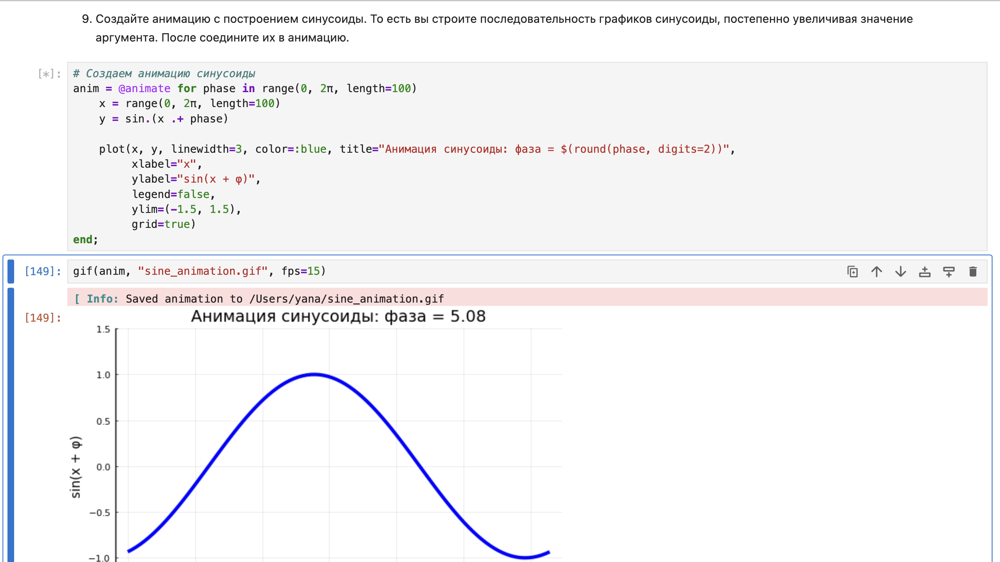 9. Создайте анимацию с построением синусоиды. То есть вы строите последовательность графиков синусоиды, постепенно увеличивая значение
аргумента. После соедините их в анимацию.
[*]:
# Создаем анимацию синусоиды
anim = @animate for phase in range(0, 2π, length=100)
    x = range(0, 2π, length=100)
    y = sin.(x .+ phase)
    plot(x, y, linewidth=3, color=:blue, title="Анимация синусоиды: фаза = $(round(phase, digits=2))",
         xlabel="x",
         ylabel="sin(x + φ)",
         legend=false,
         ylim=(-1.5, 1.5),
         grid=true)
end;
[149]: gif(anim, "sine_animation.gif", fps=15)
[ Info: Saved animation to /Users/yana/sine_animation.gif
[149]:
Анимация синусоиды: фаза = 5.08
1.5
1.0
0.5
sin(x + φ)
0.0
−0.5
−1.0